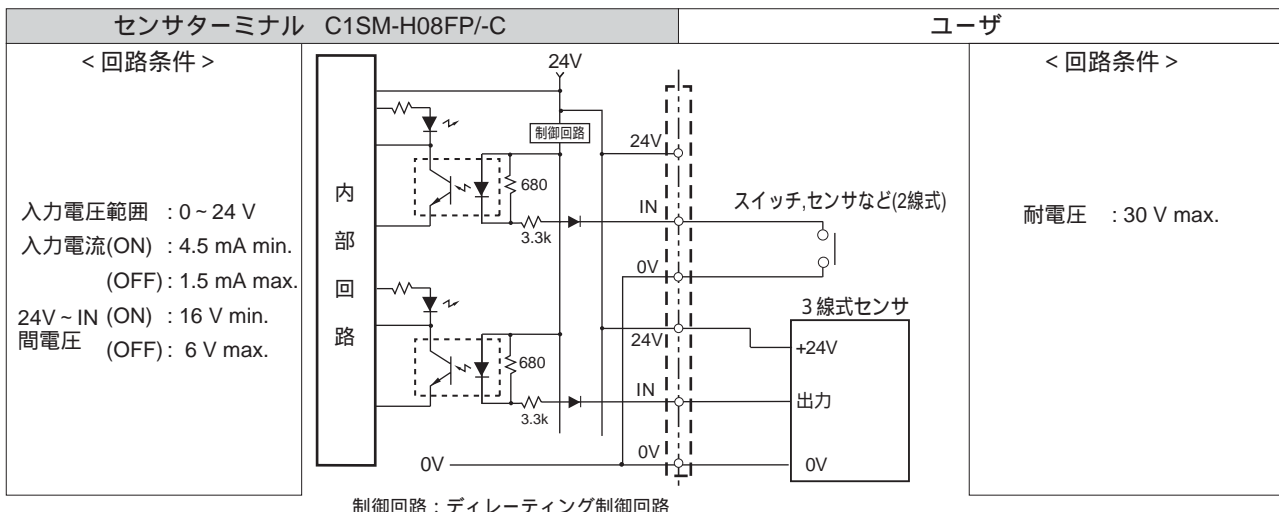 センサターミナル C1SM-H08FP/-C
ユーザ
<回路条件>
入力電圧範囲 : 0~24 V
入力電流(ON) : 4.5 mA min.
(OFF) : 1.5 mA max.
24V~IN (ON) : 16 V min.
間電圧
(OFF) : 6 V max.
内部回路
24V
制御回路
24V
680
IN
3.3k
0V
スイッチ,センサなど(2線式)
3線式センサ
24V
+24V
680
IN
出力
3.3k
0V
0V
0V
<回路条件>
耐電圧 : 30 V max.
制御回路:ディレーティング制御回路